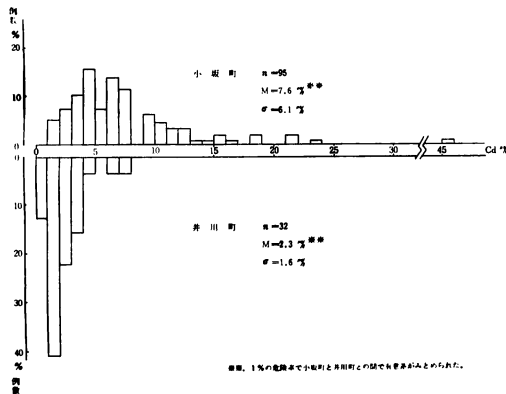 例
数
%
20
10
0
小坂町 n=95
M=7.6 %※※
σ=6.1 %
0 5 10 15 20 25 30 45 Cd %
0
10
20
30
40
%
例
数
井川町 n=32
M=2.3 %※※
σ=1.6 %
※※. 1%の危険率で小坂町と井川町との間で有意差がみとめられた。